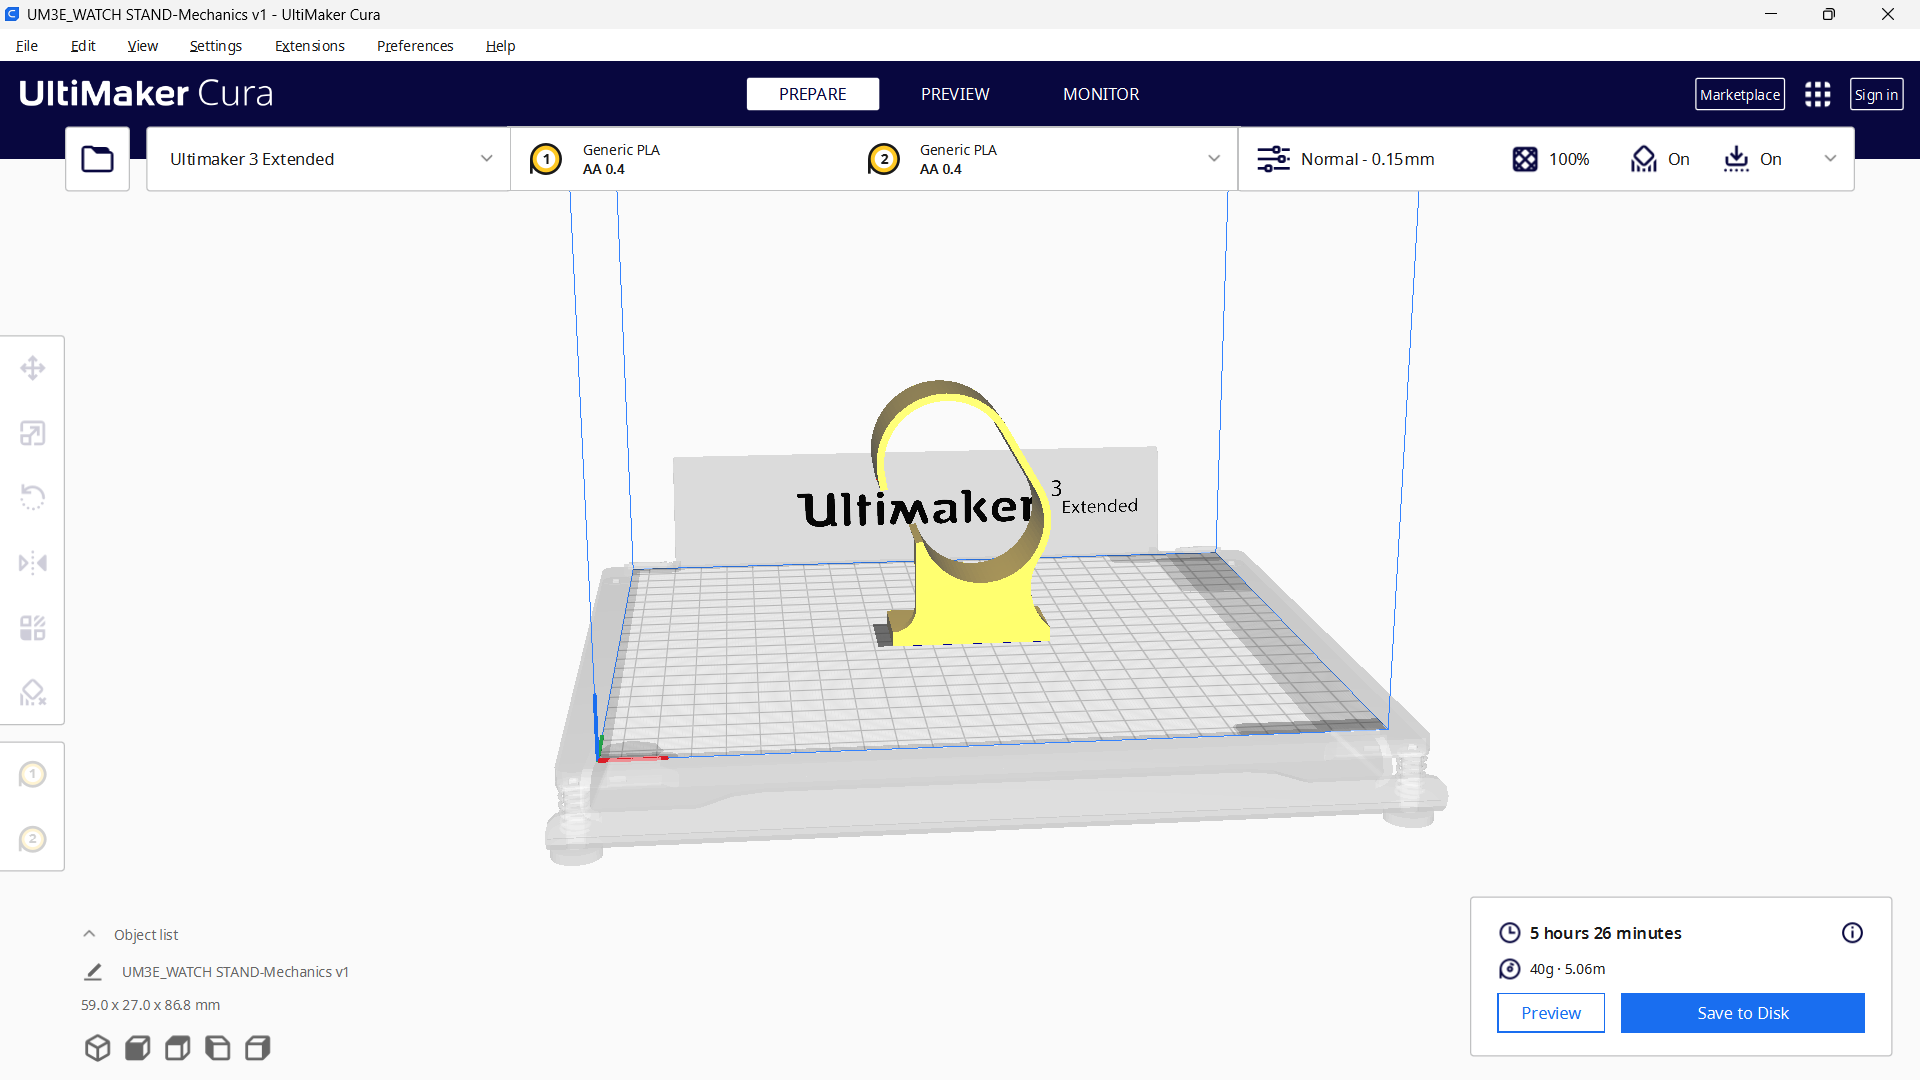 UM3E_WATCH STAND-Mechanics v1 - UltiMaker Cura
File Edit View Settings Extensions Preferences Help
UltiMaker Cura
PREPARE PREVIEW MONITOR
Marketplace Sign in
Ultimaker 3 Extended
1 Generic PLA
AA 0.4
2 Generic PLA
AA 0.4
Normal - 0.15mm 100% On On
Ultimaker 3
Extended
1
2
Object list
UM3E_WATCH STAND-Mechanics v1
59.0 x 27.0 x 86.8 mm
5 hours 26 minutes
40g · 5.06m
Preview Save to Disk